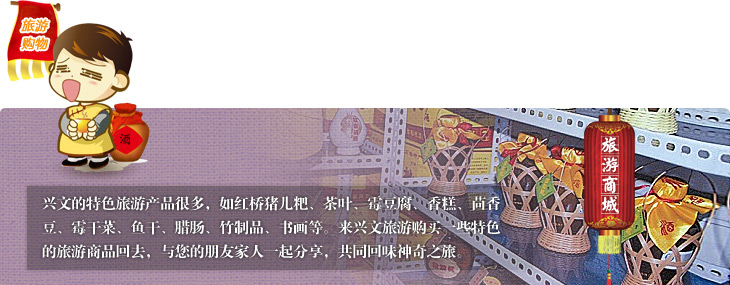 旅游
购物
酒
旅游商城
兴文的特色旅游产品很多，如红桥猪儿粑、茶叶、霉豆腐、香糕、茴香
豆、霉干菜、鱼干、腊肠、竹制品、书画等。来兴文旅游购买一些特色
的旅游商品回去，与您的朋友家人一起分享，共同回味神奇之旅。